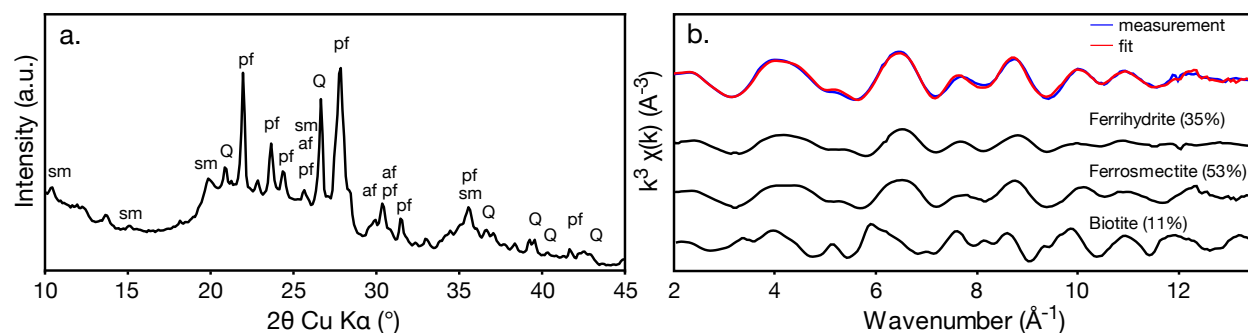 a.
Intensity (a.u.)
sm
sm
sm
Q
pf
pf
pf
sm
af
pf
Q
pf
af
af
pf
pf
pf
sm
Q
Q
Q
pf
Q
10 15 20 25 30 35 40 45
2θ Cu Kα (°)
b.
measurement
fit
k³ χ(k) (A⁻³)
Ferrihydrite (35%)
Ferrosmectite (53%)
Biotite (11%)
2 4 6 8 10 12
Wavenumber (Å⁻¹)